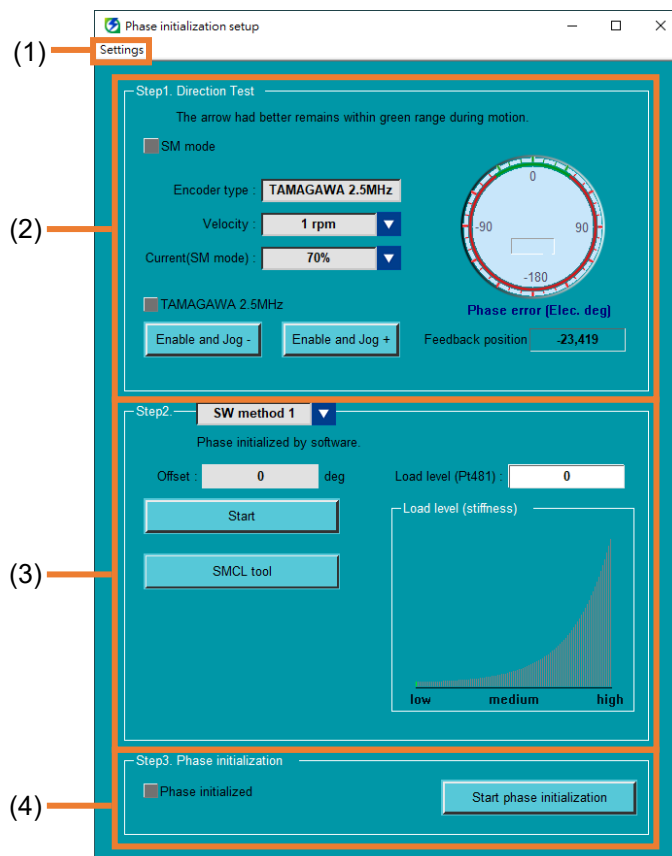 Phase initialization setup
(1)
Settings
Step1. Direction Test
The arrow had better remains within green range during motion.
SM mode
Encoder type : TAMAGAWA 2.5MHz
(2)
Velocity : 1 rpm
Current(SM mode) : 70%
0
-90
90
-180
Phase error (Elec. deg)
TAMAGAWA 2.5MHz
Enable and Jog - Enable and Jog + Feedback position -23,419
Step2. SW method 1
Phase initialized by software.
Offset : 0 deg Load level (Pt481) : 0
Start
Load level (stiffness)
(3)
SMCL tool
low medium high
Step3. Phase initialization
(4)
Phase initialized
Start phase initialization